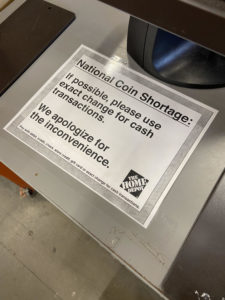 National Coin Shortage:
If possible, please use
exact change for cash
transactions.
We apologize for
the inconvenience.
THE
HOME
DEPOT